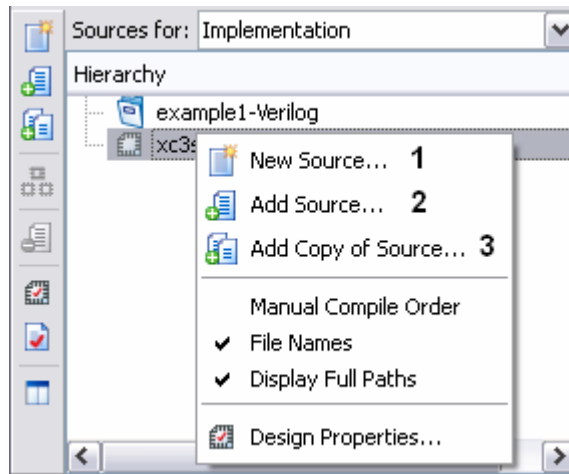 Sources for: Implementation
Hierarchy
example1-Verilog
xc3s
New Source... 1
Add Source... 2
Add Copy of Source... 3
Manual Compile Order
File Names
Display Full Paths
Design Properties...